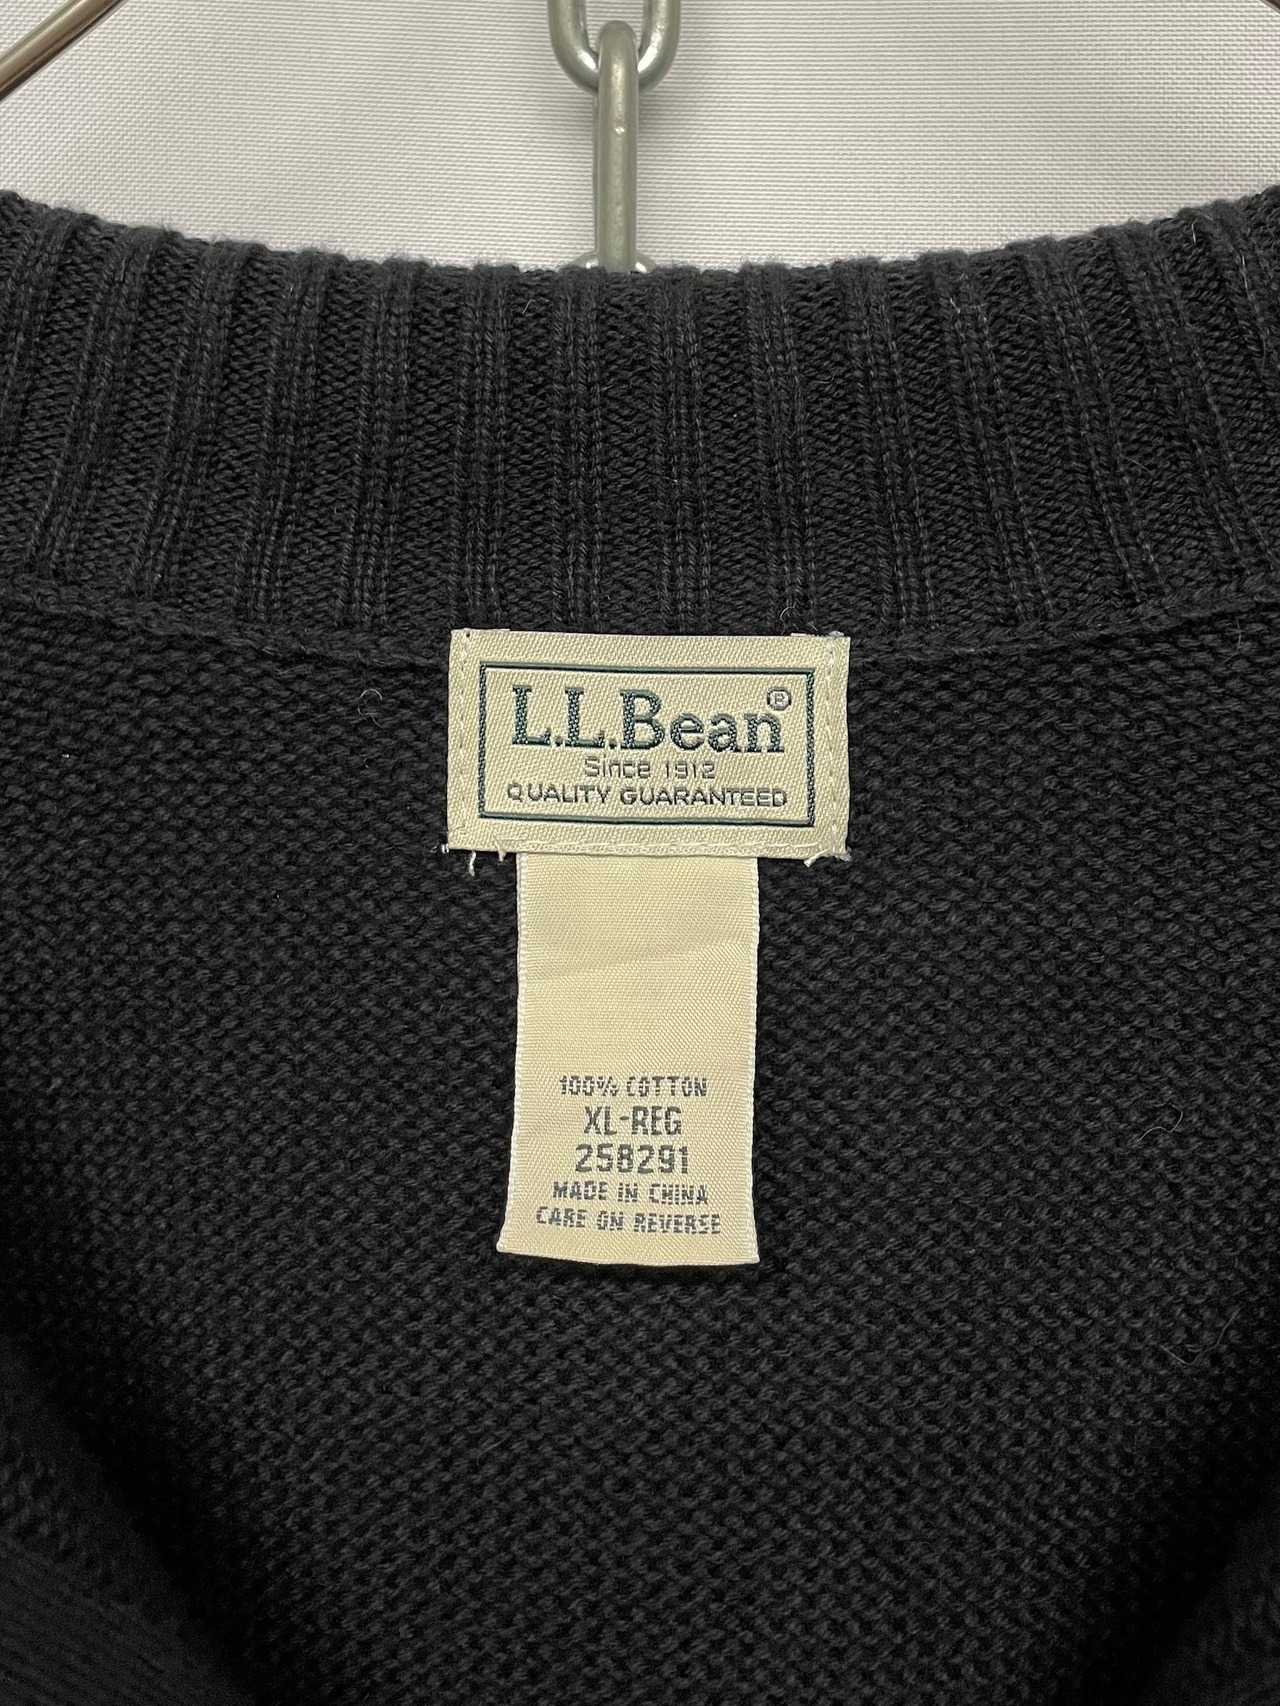 L.L.Bean®
Since 1912
QUALITY GUARANTEED
100% COTTON
XL-REG
258291
MADE IN CHINA
CARE ON REVERSE